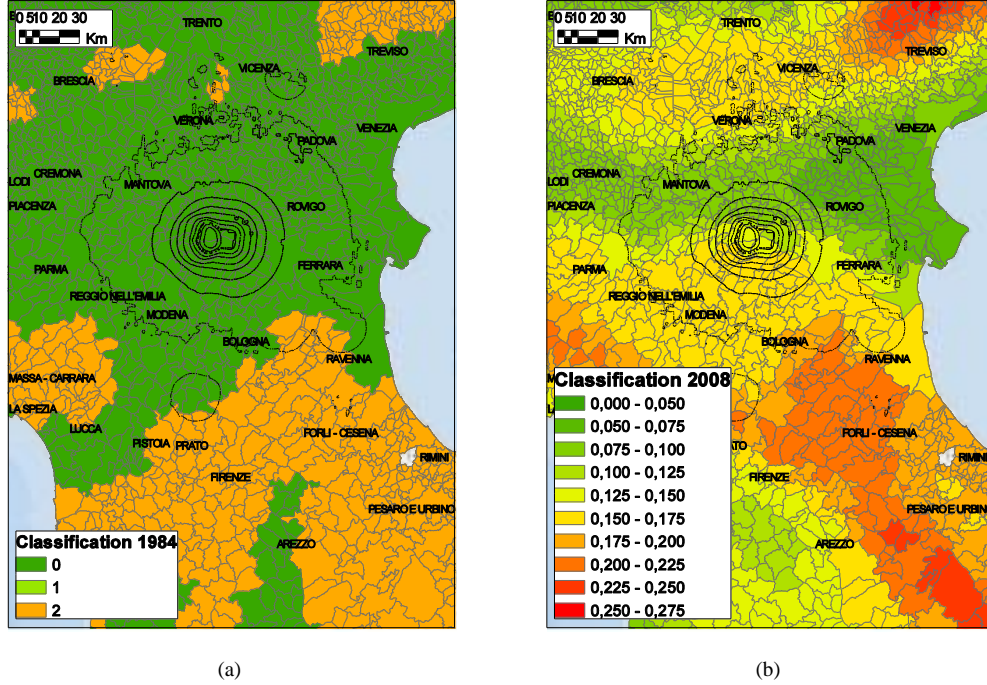 B
0 510 20 30
Km
TRENTO
TREVISO
BRESCIA
VICENZA
VERONA
VENEZIA
PADOVA
CREMONA
LODI
MANTOVA
PIACENZA
ROVIGO
PARMA
FERRARA
REGGIO NELL'EMILIA
MODENA
BOLOGNA
RAVENNA
MASSA - CARRARA
LA SPEZIA
LUCCA
PISTOIA
PRATO
FORLI - CESENA
RIMINI
FIRENZE
PESARO E URBINO
AREZZO
Classification 1984
0
1
2
(a)
B
0 510 20 30
Km
TRENTO
TREVISO
BRESCIA
VICENZA
VERONA
VENEZIA
PADOVA
CREMONA
LODI
MANTOVA
PIACENZA
ROVIGO
PARMA
FERRARA
REGGIO NELL'EMILIA
MODENA
BOLOGNA
RAVENNA
M
LA
ATO
FORLI - CESENA
RIMINI
FIRENZE
PESARO E URBINO
AREZZO
Classification 2008
0,000 - 0,050
0,050 - 0,075
0,075 - 0,100
0,100 - 0,125
0,125 - 0,150
0,150 - 0,175
0,175 - 0,200
0,200 - 0,225
0,225 - 0,250
0,250 - 0,275
(b)